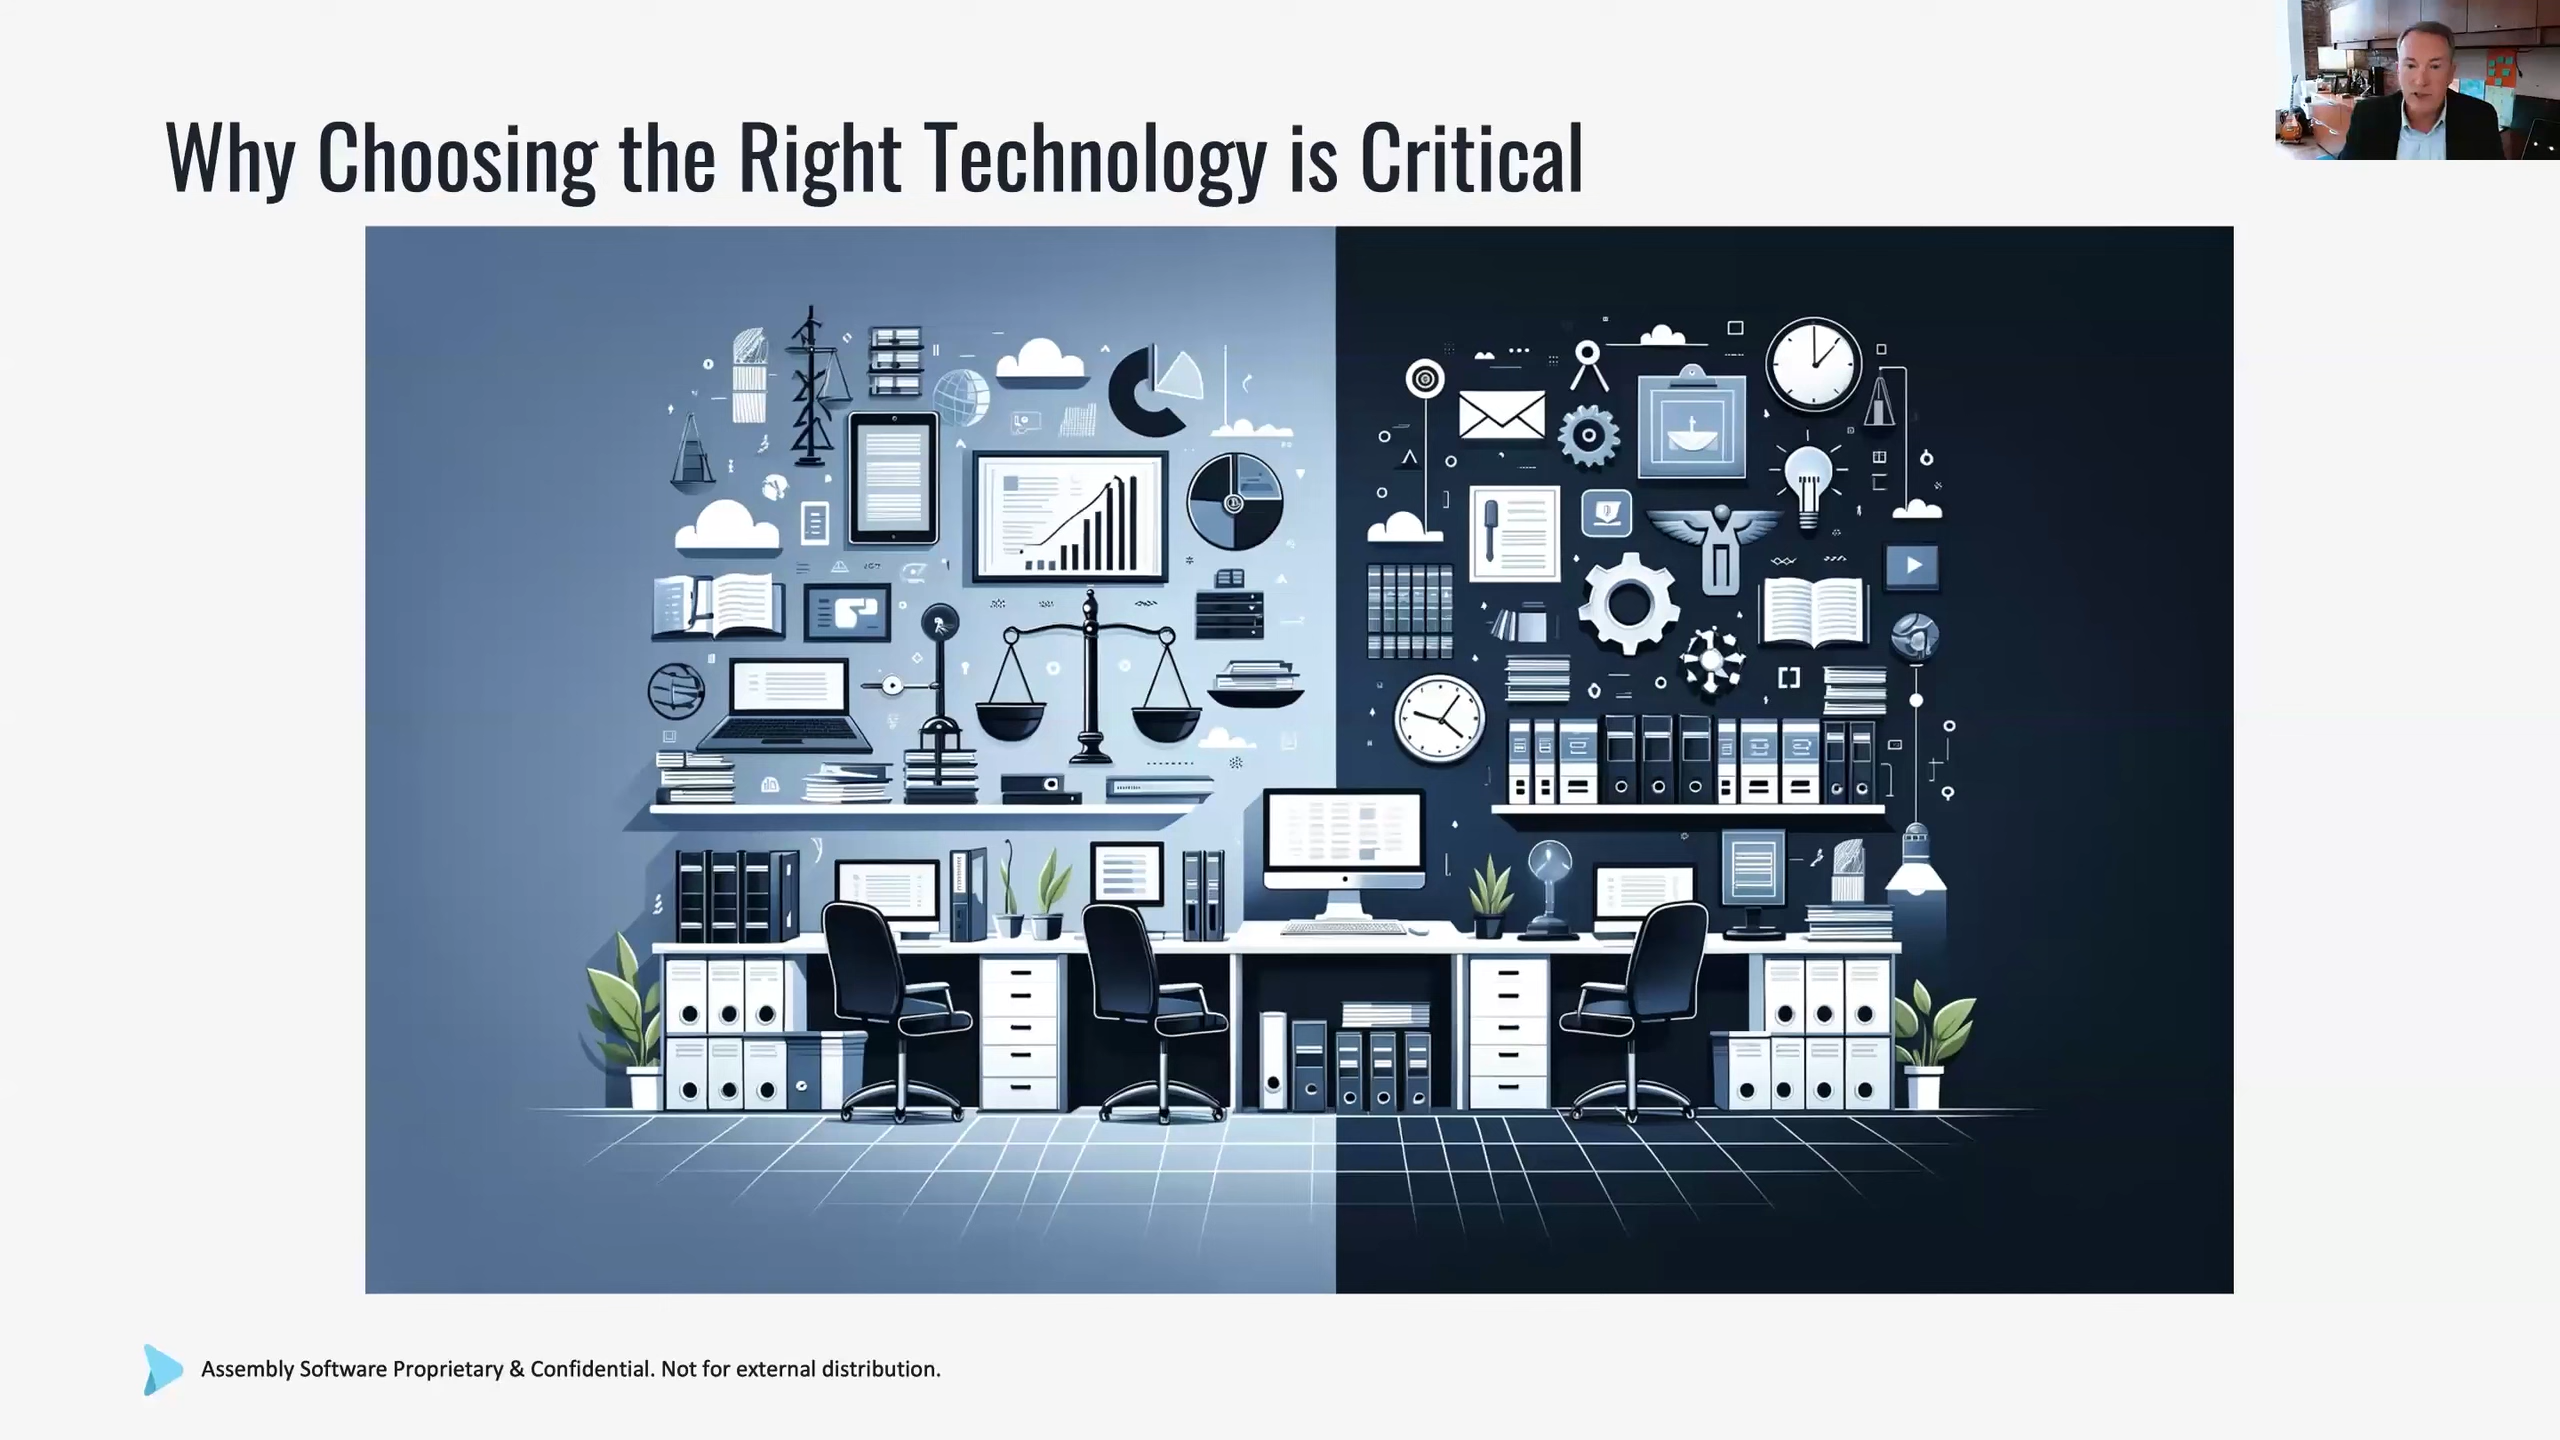 Why Choosing the Right Technology is Critical
Assembly Software Proprietary & Confidential. Not for external distribution.